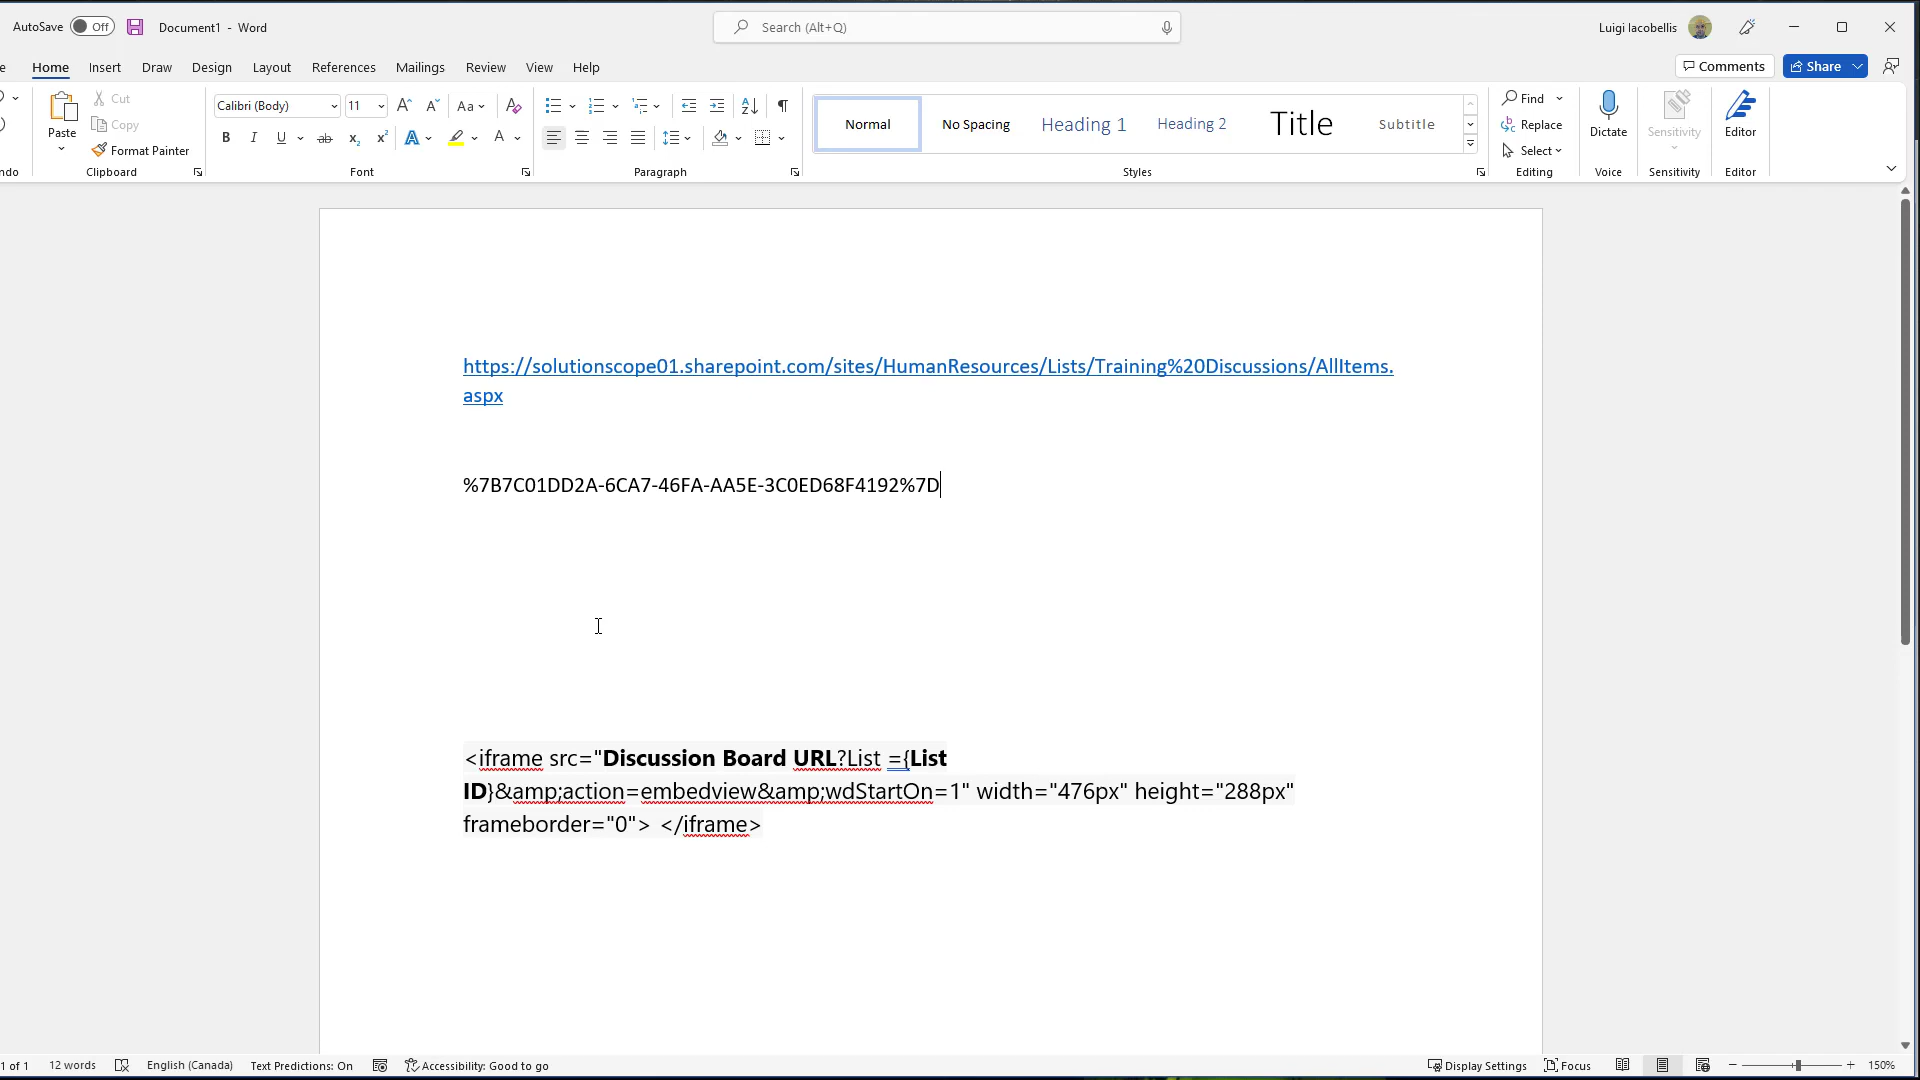 AutoSave Off Document1 - Word Search (Alt+Q) Luigi Iacobellis
e Home Insert Draw Design Layout References Mailings Review View Help Comments Share
Paste Cut Copy Format Painter
Calibri (Body) 11 Aa
Normal No Spacing Heading 1 Heading 2 Title Subtitle
Find Replace Select Dictate Sensitivity Editor
ndo Clipboard Font Paragraph Styles Editing Voice Sensitivity Editor
https://solutionscope01.sharepoint.com/sites/HumanResources/Lists/Training%20Discussions/AllItems.
aspx
%7B7C01DD2A-6CA7-46FA-AA5E-3C0ED68F4192%7D
<iframe src="Discussion Board URL?List ={List
ID}&amp;action=embedview&amp;wdStartOn=1" width="476px" height="288px"
frameborder="0"> </iframe>
1 of 1 12 words English (Canada) Text Predictions: On Accessibility: Good to go Display Settings Focus 150%